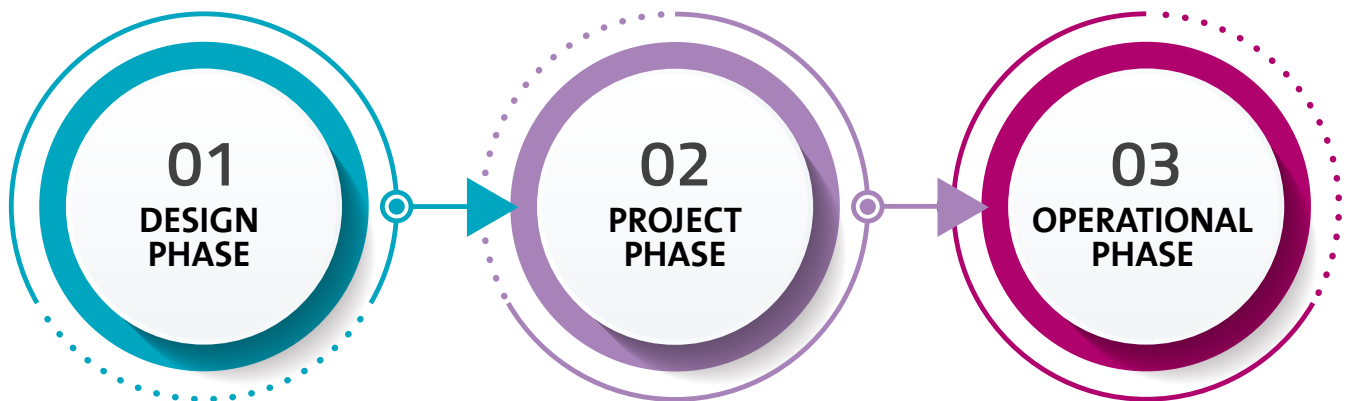 01
DESIGN
PHASE
02
PROJECT
PHASE
03
OPERATIONAL
PHASE